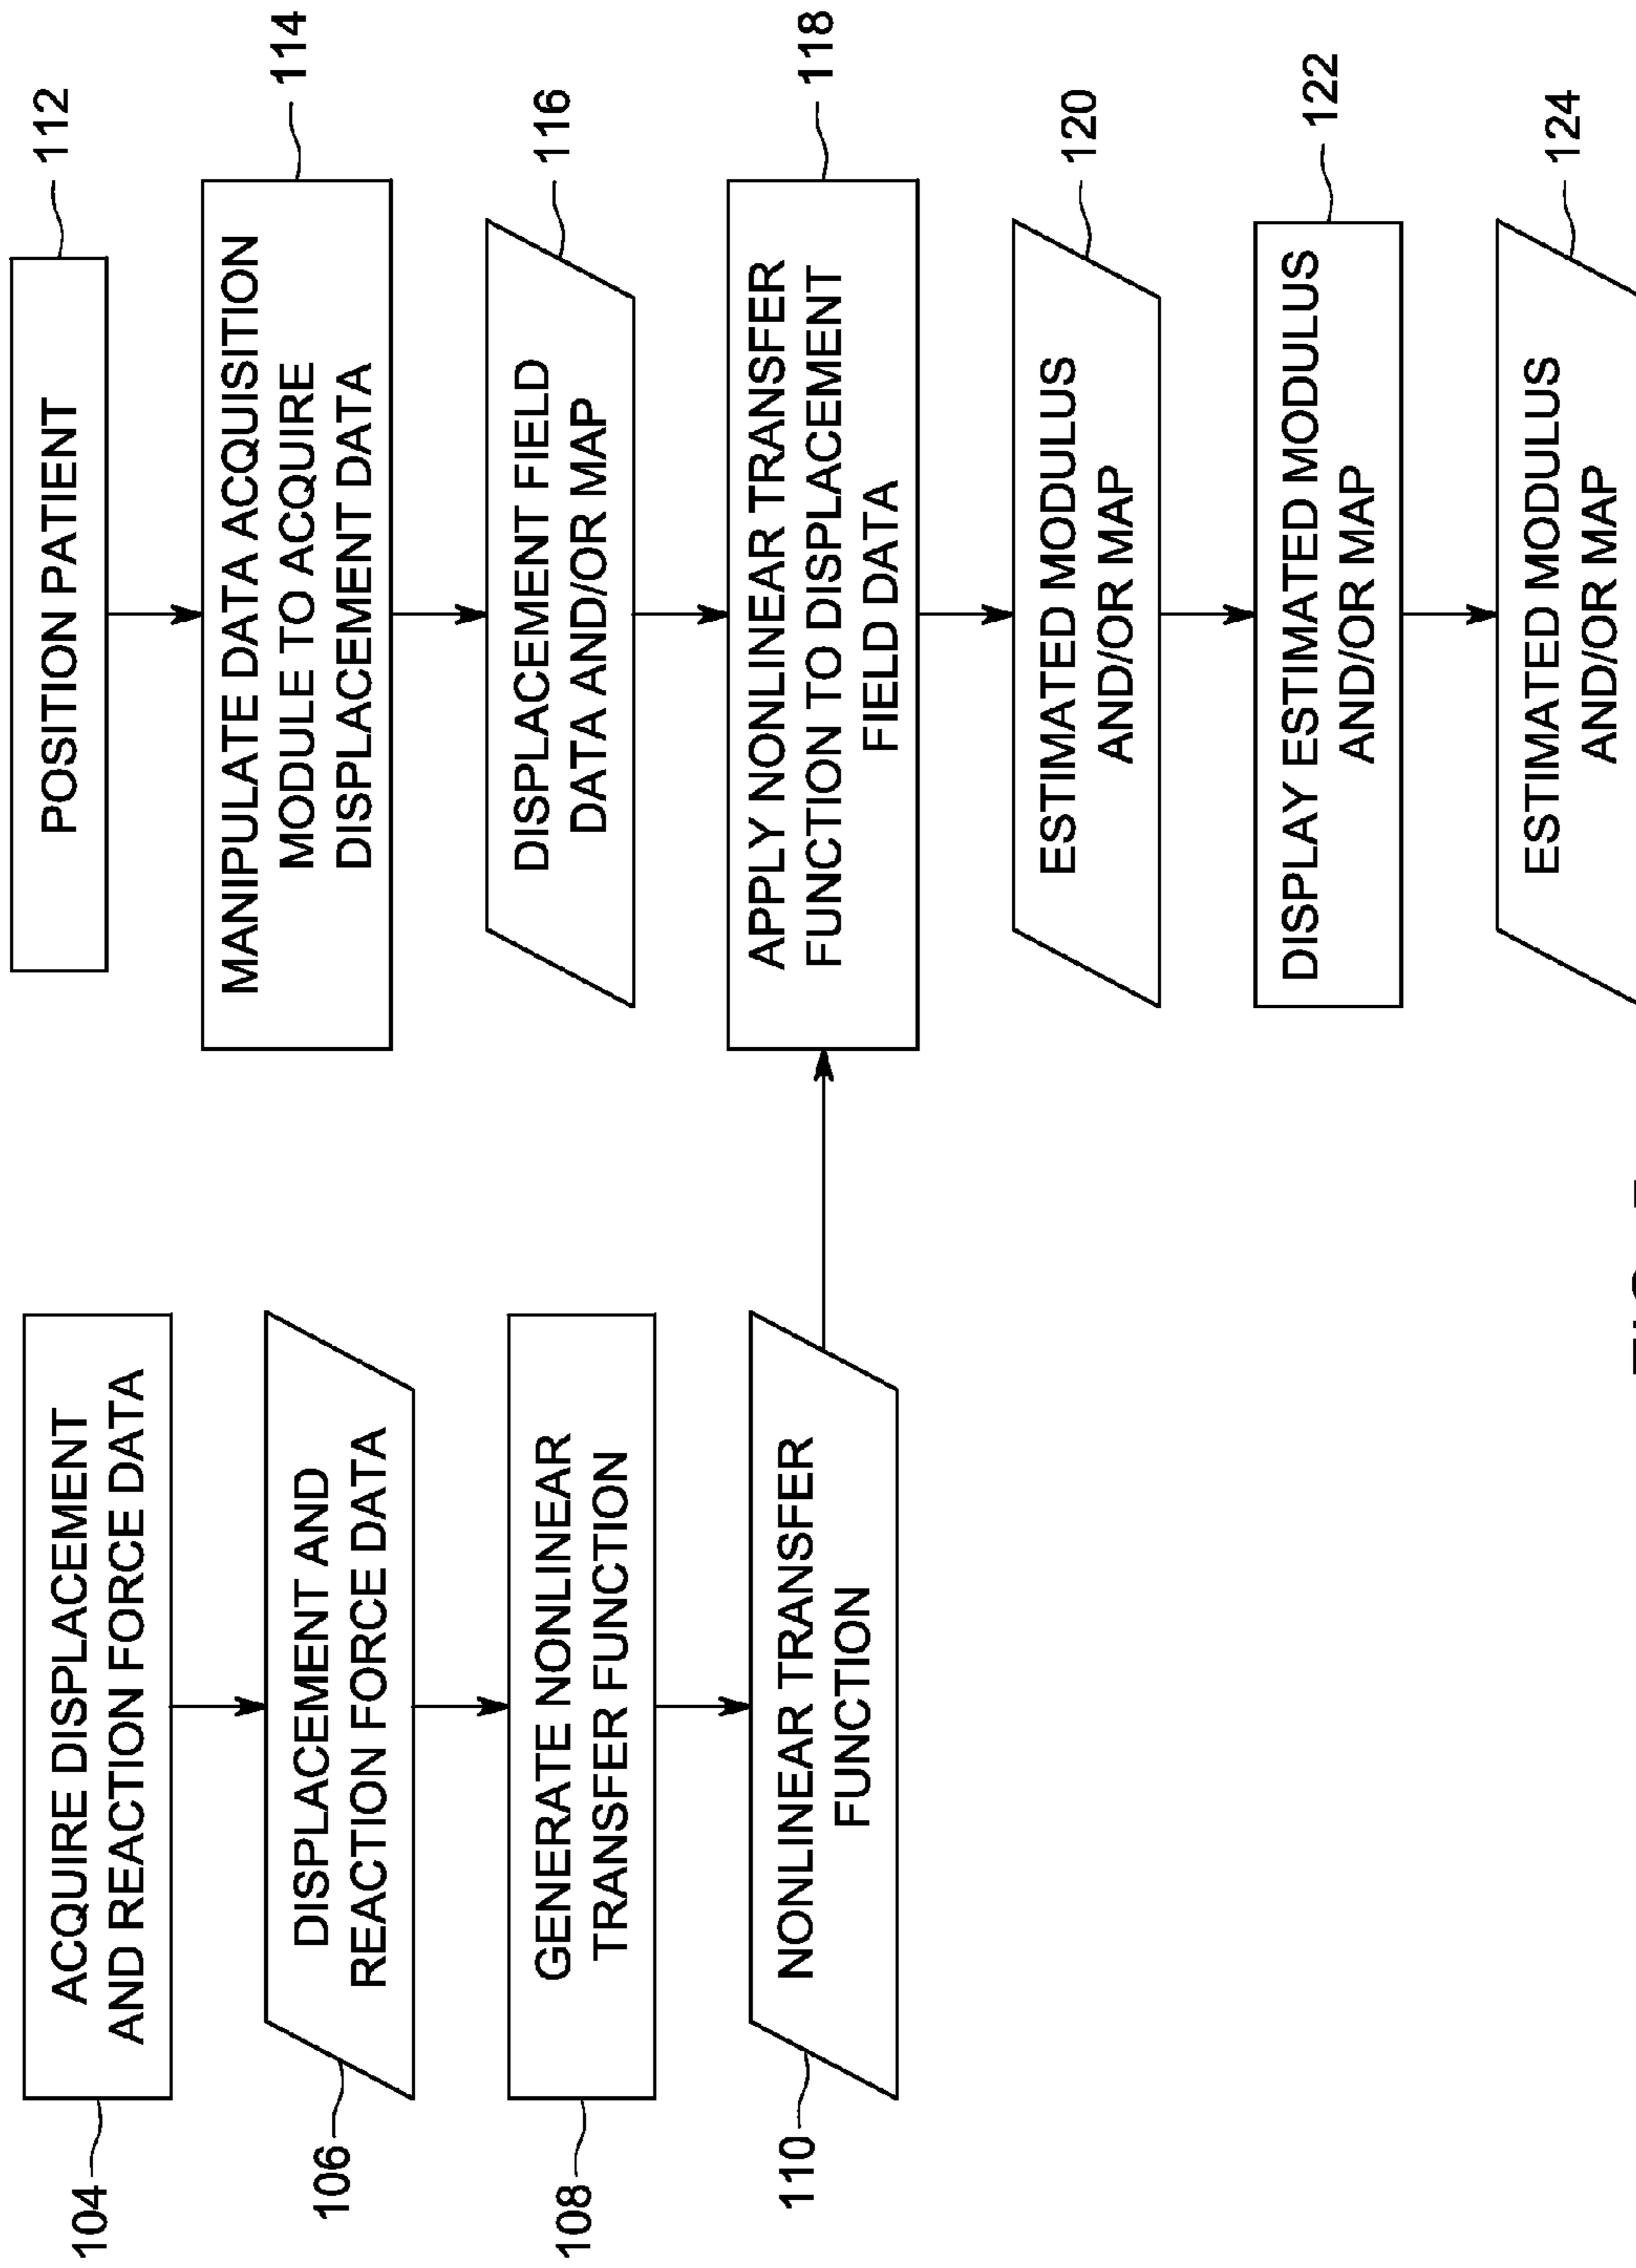 104
ACQUIRE DISPLACEMENT
AND REACTION FORCE DATA
106
DISPLACEMENT AND
REACTION FORCE DATA
108
GENERATE NONLINEAR
TRANSFER FUNCTION
110
NONLINEAR TRANSFER
FUNCTION
POSITION PATIENT
112
MANIPULATE DATA ACQUISITION
MODULE TO ACQUIRE
DISPLACEMENT DATA
114
DISPLACEMENT FIELD
DATA AND/OR MAP
116
APPLY NONLINEAR TRANSFER
FUNCTION TO DISPLACEMENT
FIELD DATA
118
ESTIMATED MODULUS
AND/OR MAP
120
DISPLAY ESTIMATED MODULUS
AND/OR MAP
122
ESTIMATED MODULUS
AND/OR MAP
124